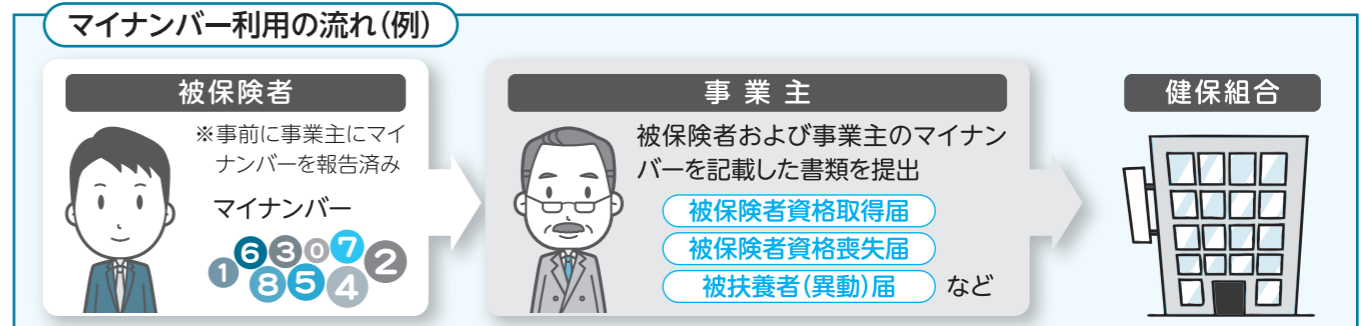 マイナンバー利用の流れ(例)
被保険者
※事前に事業主にマイ
ナンバーを報告済み
マイナンバー
1 6 8 3 5 0 7 4 2
事業主
被保険者および事業主のマイナン
バーを記載した書類を提出
被保険者資格取得届
被保険者資格喪失届
被扶養者(異動)届 など
健保組合